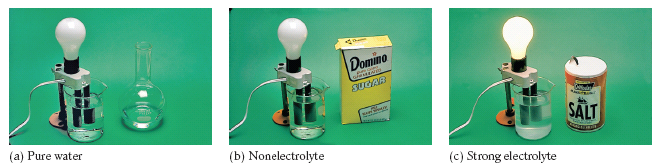 Domino
SUGAR
SALT
(a) Pure water
(b) Nonelectrolyte
(c) Strong electrolyte